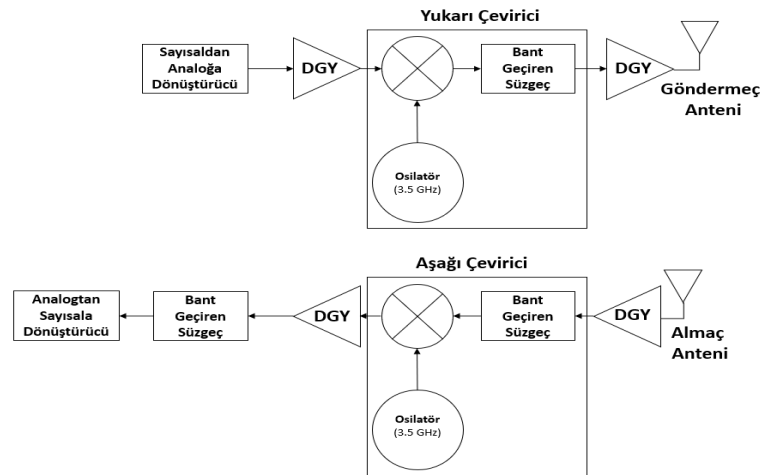 Yukarı Çevirici
Sayısaldan
Analoğa
Dönüştürücü
DGY
Bant
Geçiren
Süzgeç
DGY
Göndermeç
Anteni
Osilatör
(3.5 GHz)
Aşağı Çevirici
Analogtan
Sayısala
Dönüştürücü
Bant
Geçiren
Süzgeç
DGY
Bant
Geçiren
Süzgeç
DGY
Almaç
Anteni
Osilatör
(3.5 GHz)